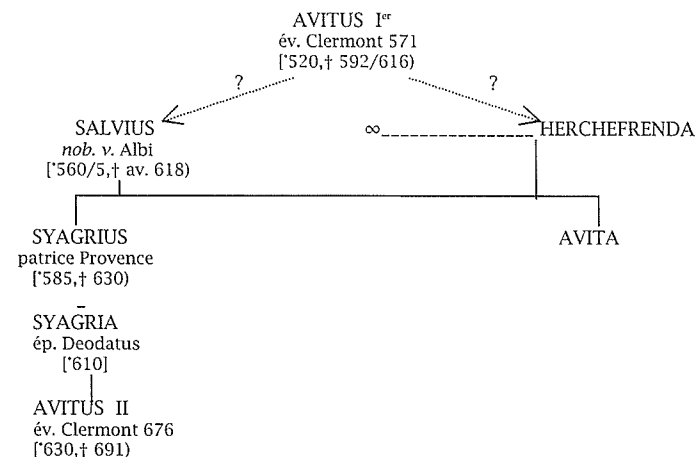 AVITUS Iᵉʳ
év. Clermont 571
[*520,† 592/616)
? ?
SALVIUS ∞ HERCHEFRENDA
nob. v. Albi
[*560/5,† av. 618)
SYAGRIUS AVITA
patrice Provence
[*585,† 630)
SYAGRIA
ép. Deodatus
[*610]
AVITUS II
év. Clermont 676
[*630,† 691)